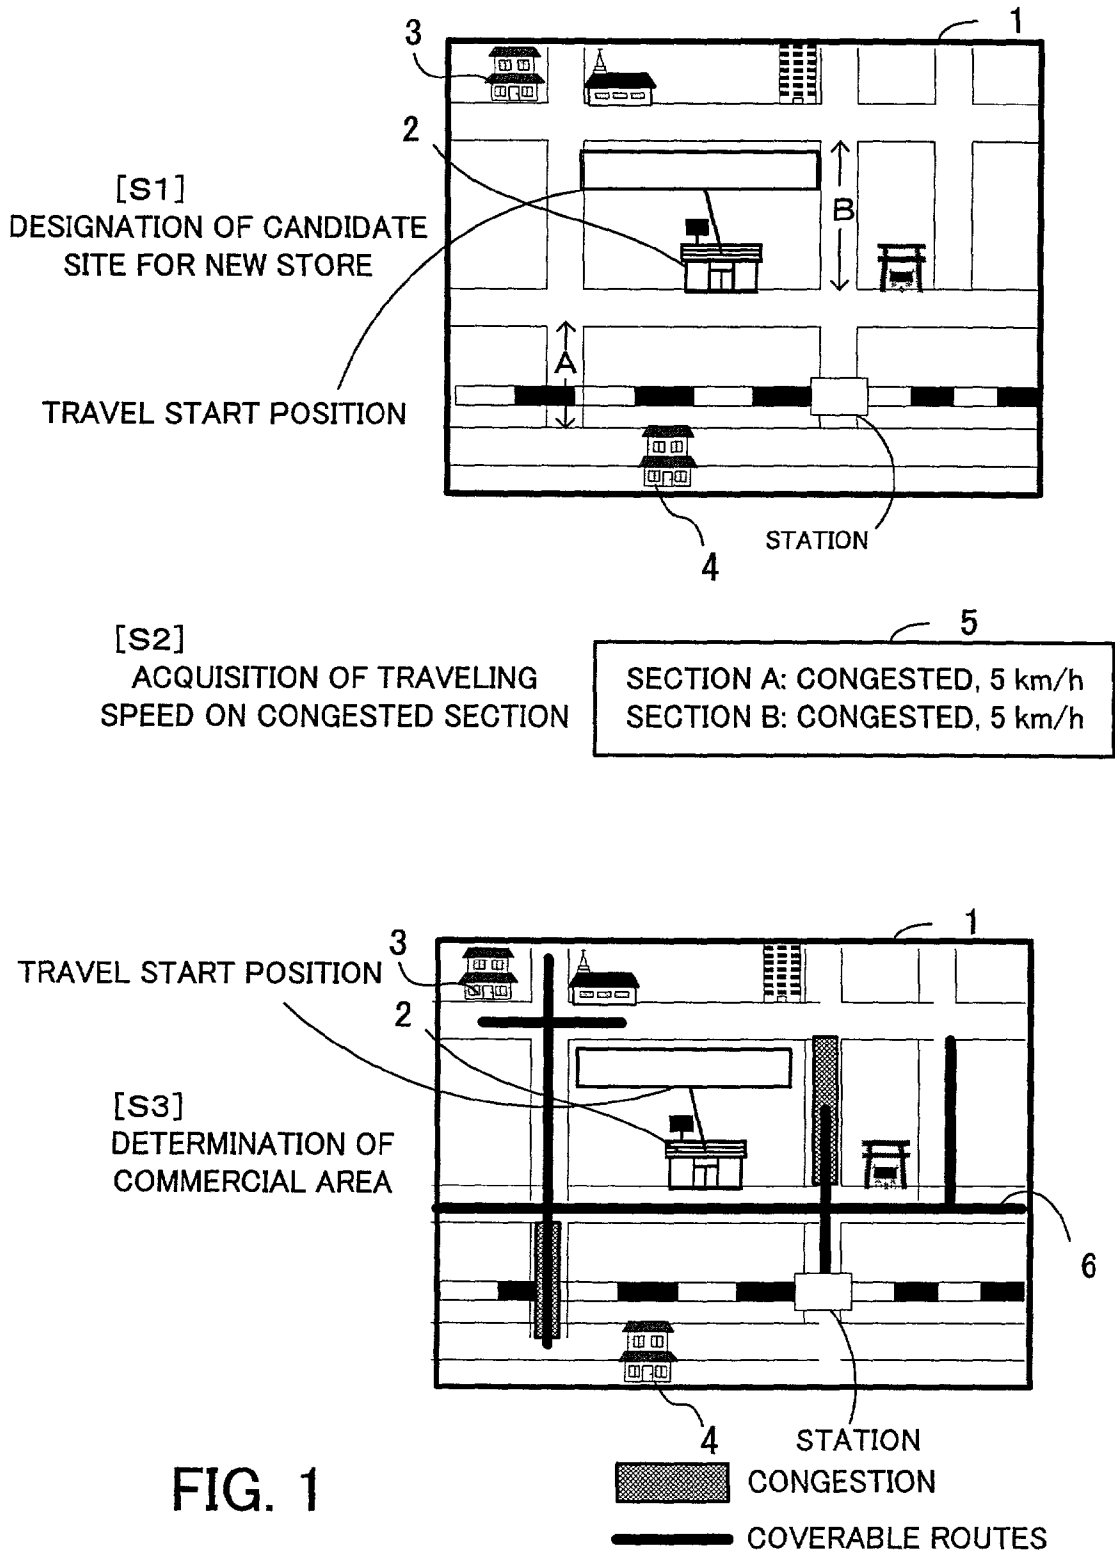 1
3
2
[S1]
DESIGNATION OF CANDIDATE
SITE FOR NEW STORE
B
A
TRAVEL START POSITION
STATION
4
[S2]
ACQUISITION OF TRAVELING
SPEED ON CONGESTED SECTION
5
SECTION A: CONGESTED, 5 km/h
SECTION B: CONGESTED, 5 km/h
1
3
TRAVEL START POSITION
2
[S3]
DETERMINATION OF
COMMERCIAL AREA
6
4
STATION
FIG. 1
CONGESTION
COVERABLE ROUTES